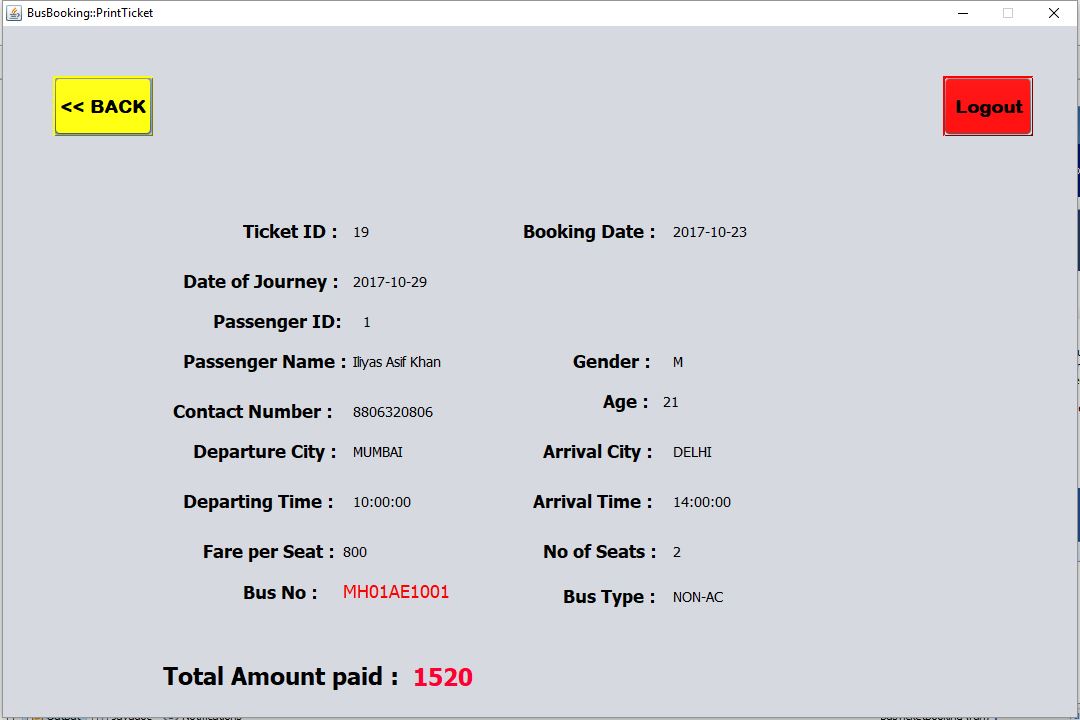 BusBooking::PrintTicket
<< BACK
Logout
Ticket ID : 19 Booking Date : 2017-10-23
Date of Journey : 2017-10-29
Passenger ID: 1
Passenger Name : Iliyas Asif Khan Gender : M
Age : 21
Contact Number : 8806320806
Departure City : MUMBAI Arrival City : DELHI
Departing Time : 10:00:00 Arrival Time : 14:00:00
Fare per Seat : 800 No of Seats : 2
Bus No : MH01AE1001 Bus Type : NON-AC
Total Amount paid : 1520